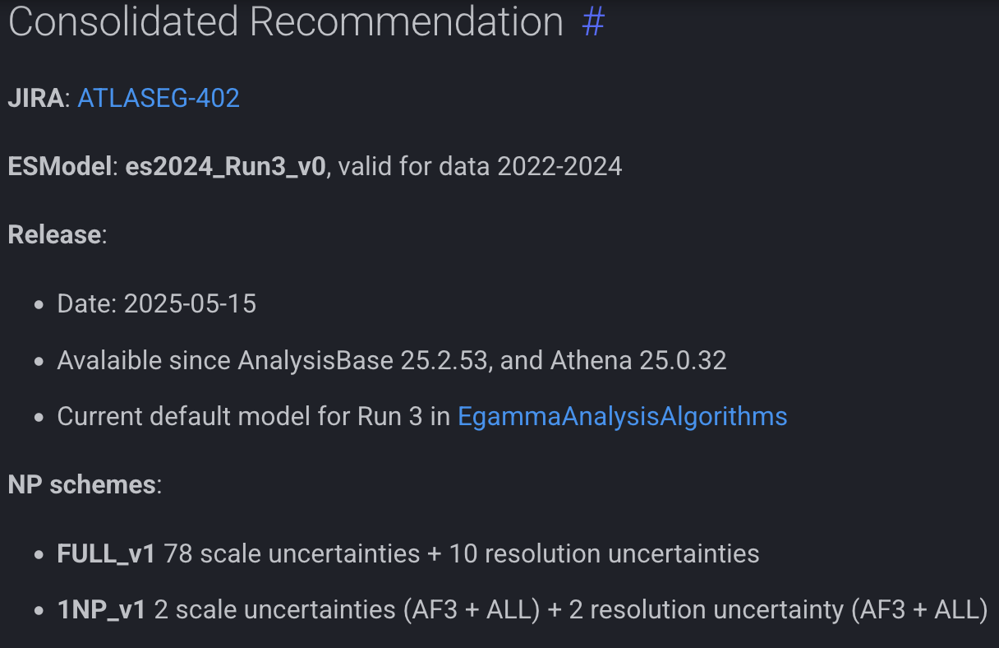 Consolidated Recommendation #
JIRA: ATLASEG-402
ESModel: es2024_Run3_v0, valid for data 2022-2024
Release:
• Date: 2025-05-15
• Avalaible since AnalysisBase 25.2.53, and Athena 25.0.32
• Current default model for Run 3 in EgammaAnalysisAlgorithms
NP schemes:
• FULL_v1 78 scale uncertainties + 10 resolution uncertainties
• 1NP_v1 2 scale uncertainties (AF3 + ALL) + 2 resolution uncertainty (AF3 + ALL)